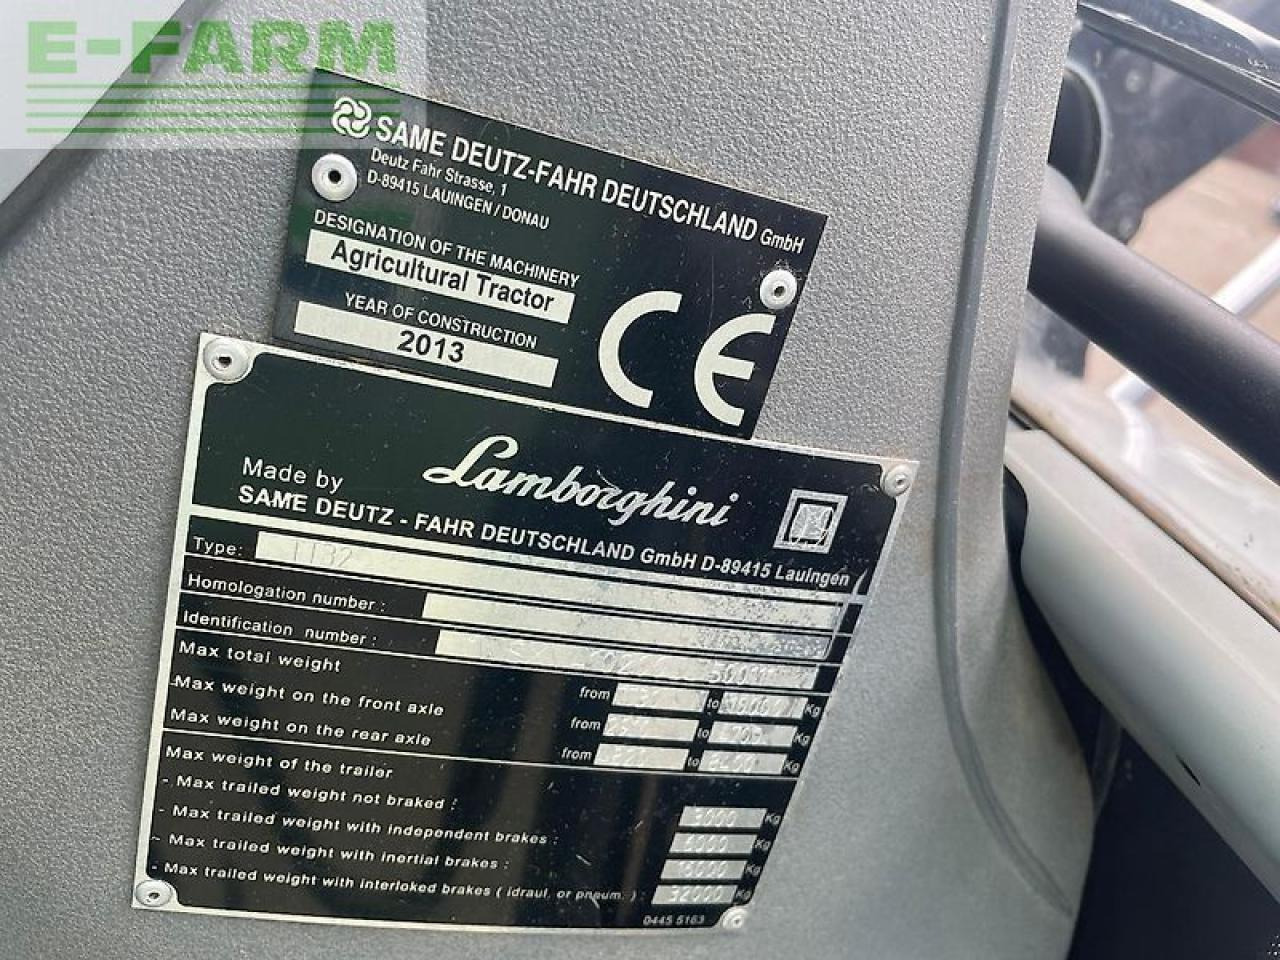 E-FARM
SAME DEUTZ-FAHR DEUTSCHLAND GmbH
Deutz Fahr Strasse, 1
D-89415 LAUINGEN / DONAU
DESIGNATION OF THE MACHINERY
Agricultural Tractor
YEAR OF CONSTRUCTION
2013
CE
Lamborghini
Made by
SAME DEUTZ - FAHR DEUTSCHLAND GmbH D-89415 Lauingen
Type:
Homologation number :
Identification number :
Max total weight from to Kg
Max weight on the front axle from to Kg
Max weight on the rear axle from to 8400 Kg
Max weight of the trailer
- Max trailed weight not braked : 3000 Kg
- Max trailed weight with independent brakes : 6000 Kg
- Max trailed weight with inertial brakes : 16000 Kg
- Max trailed weight with interloked brakes ( idraul. or pneum. ) : 32000 Kg
0445 5163